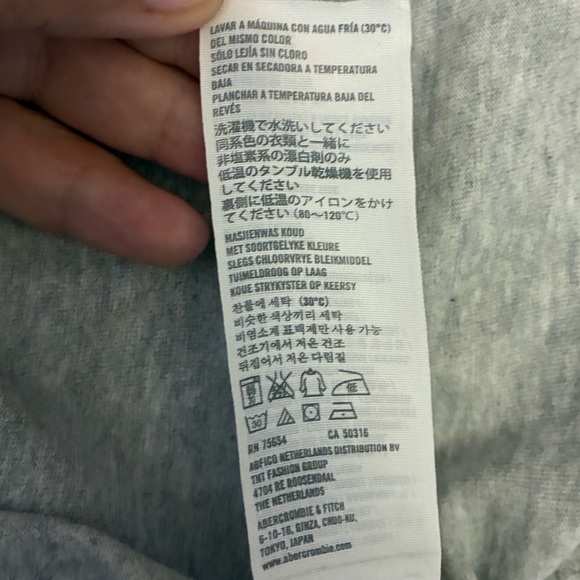 LAVAR A MÁQUINA CON AGUA FRÍA (30°C)
DEL MISMO COLOR
SÓLO LEJÍA SIN CLORO
SECAR EN SECADORA A TEMPERATURA
BAJA
PLANCHAR A TEMPERATURA BAJA DEL
REVÉS
洗濯機で水洗いしてください
同系色の衣類と一緒に
非塩素系の漂白剤のみ
低温のタンブル乾燥機を使用
してください
裏側に低温のアイロンをかけ
てください (80～120℃)
MASJIENWAS KOUD
MET SOORTGELYKE KLEURE
SLEGS CHLOORVRYE BLEIKMIDDEL
TUIMELDROOG OP LAAG
KOUE STRYKYSTER OP KEERSY
찬물에 세탁 (30°C)
비슷한 색상끼리 세탁
비염소계 표백제만 사용 가능
건조기에서 저온 건조
뒤집어서 저온 다림질
低
30
RN 75654 CA 50316
ABFICO NETHERLANDS DISTRIBUTION BV
TNT FASHION GROUP
4704 RE ROOSENDAAL
THE NETHERLANDS
ABERCROMBIE & FITCH
6-10-16, GINZA, CHUO-KU,
TOKYO, JAPAN
www.abercrombie.com